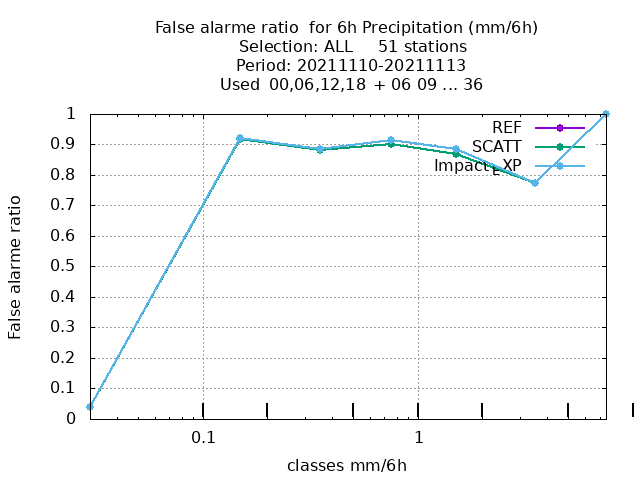 False alarme ratio  for 6h Precipitation (mm/6h)
Selection: ALL     51 stations
Period: 20211110-20211113
Used  00,06,12,18  + 06 09 ... 36
REF
SCATT
Impact_EXP
1
0.9
0.8
0.7
0.6
0.5
0.4
0.3
0.2
0.1
0
False alarme ratio
0.1
1
classes mm/6h